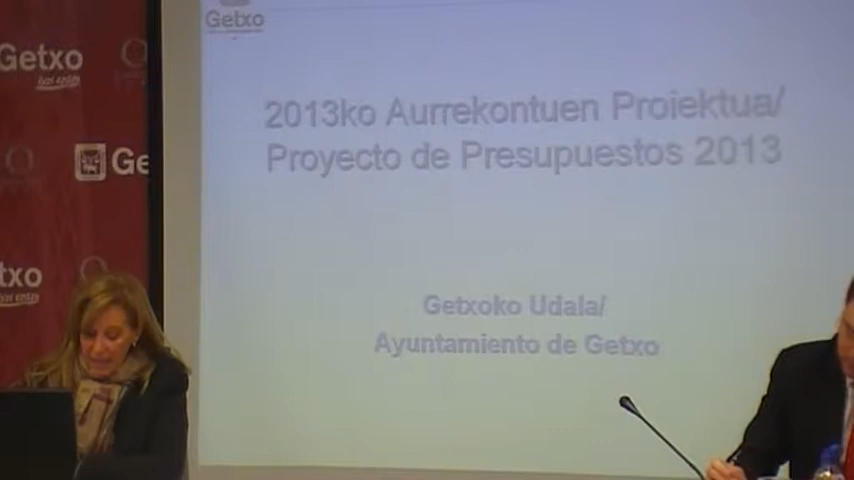 Getxo
Getxo
Ge
txo
2013ko Aurrekontuen Proiektua/
Proyecto de Presupuestos 2013
Getxoko Udala/
Ayuntamiento de Getxo